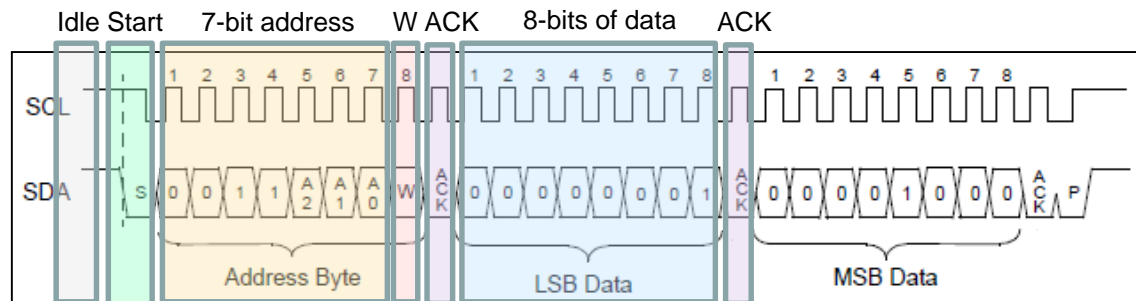 Idle Start 7-bit address W ACK 8-bits of data ACK
1 2 3 4 5 6 7 8 1 2 3 4 5 6 7 8 1 2 3 4 5 6 7 8
SCL
SDA S 0 0 1 1 A2 A1 A0 W ACK 0 0 0 0 0 0 0 1 ACK 0 0 0 0 1 0 0 0 ACK P
Address Byte LSB Data MSB Data